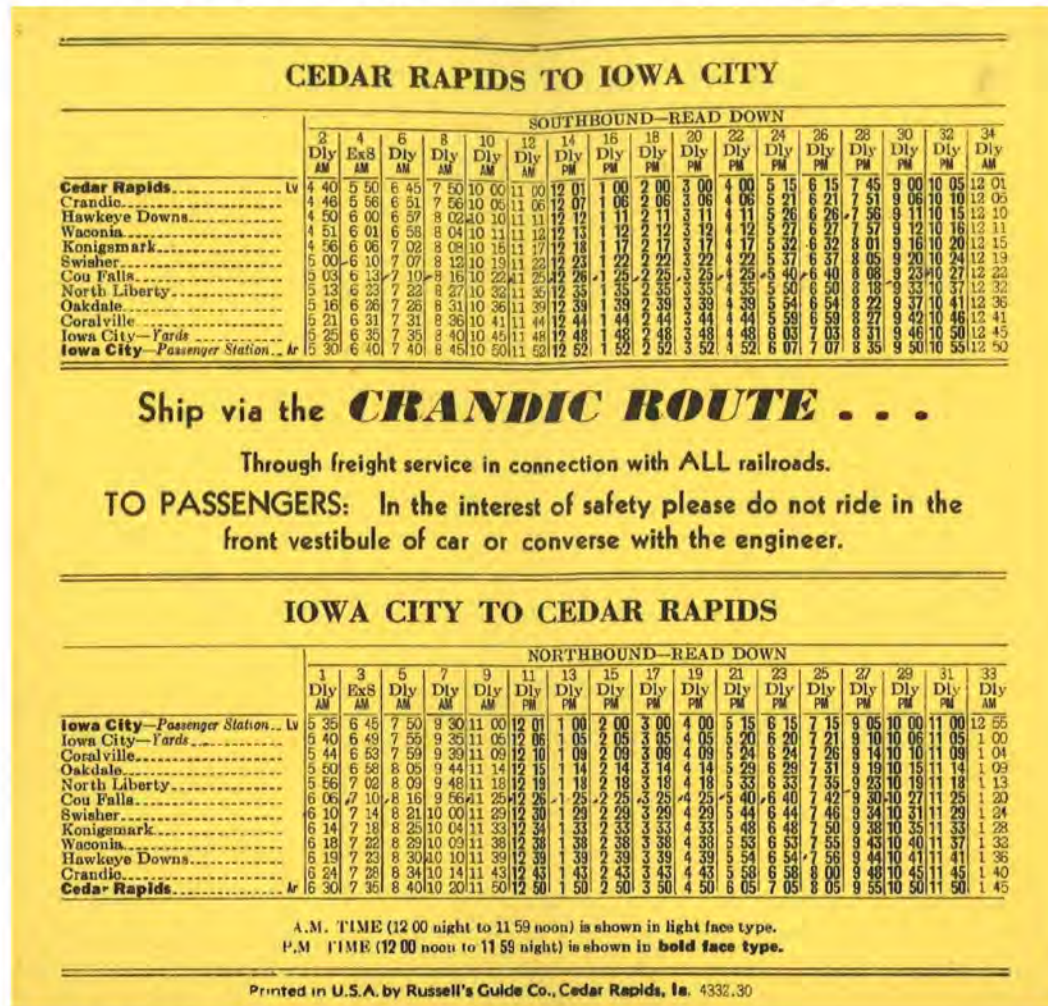 CEDAR RAPIDS TO IOWA CITY
SOUTHBOUND—READ DOWN
2 4 6 8 10 12 14 16 18 20 22 24 26 28 30 32 34
Dly Ex8 Dly Dly Dly Dly Dly Dly Dly Dly Dly Dly Dly Dly Dly Dly Dly
AM AM AM AM AM AM PM PM PM PM PM PM PM PM PM PM AM
Cedar Rapids Lv 4 40 5 50 6 45 7 50 10 00 11 00 12 01 1 00 2 00 3 00 4 00 5 15 6 15 7 45 9 00 10 05 12 01
Crandic 4 46 5 56 6 51 7 56 10 05 11 06 12 07 1 06 2 06 3 06 4 06 5 21 6 21 7 51 9 06 10 10 12 05
Hawkeye Downs 4 50 6 00 6 57 8 02 10 10 11 11 12 12 1 11 2 11 3 11 4 11 5 26 6 26 7 56 9 11 10 15 12 10
Waconia 4 51 6 01 6 58 8 04 10 11 11 12 12 13 1 12 2 12 3 12 4 12 5 27 6 27 7 57 9 12 10 16 12 11
Konigsmark 4 56 6 06 7 02 8 08 10 15 11 17 12 18 1 17 2 17 3 17 4 17 5 32 6 32 8 01 9 16 10 20 12 15
Swisher 5 00 6 10 7 07 8 12 10 19 11 22 12 23 1 22 2 22 3 22 4 22 5 37 6 37 8 05 9 20 10 24 12 19
Cou Falls 5 03 6 13 7 10 8 16 10 22 11 25 12 26 1 25 2 25 3 25 4 25 5 40 6 40 8 08 9 23 10 27 12 22
North Liberty 5 13 6 23 7 22 8 27 10 32 11 35 12 35 1 35 2 35 3 35 4 35 5 50 6 50 8 18 9 33 10 37 12 32
Oakdale 5 16 6 26 7 26 8 31 10 36 11 39 12 39 1 39 2 39 3 39 4 39 5 54 6 54 8 22 9 37 10 41 12 36
Coralville 5 21 6 31 7 31 8 36 10 41 11 44 12 44 1 44 2 44 3 44 4 44 5 59 6 59 8 27 9 42 10 46 12 41
Iowa City—Yards 5 25 6 35 7 35 8 40 10 45 11 48 12 48 1 48 2 48 3 48 4 48 6 03 7 03 8 31 9 46 10 50 12 45
Iowa City—Passenger Station Ar 5 30 6 40 7 40 8 45 10 50 11 52 12 52 1 52 2 52 3 52 4 52 6 07 7 07 8 35 9 50 10 55 12 50
Ship via the CRANDIC ROUTE . . .
Through freight service in connection with ALL railroads.
TO PASSENGERS: In the interest of safety please do not ride in the
front vestibule of car or converse with the engineer.
IOWA CITY TO CEDAR RAPIDS
NORTHBOUND—READ DOWN
1 3 5 7 9 11 13 15 17 19 21 23 25 27 29 31 33
Dly Ex8 Dly Dly Dly Dly Dly Dly Dly Dly Dly Dly Dly Dly Dly Dly Dly
AM AM AM AM AM PM PM PM PM PM PM PM PM PM PM PM AM
Iowa City—Passenger Station Lv 5 35 6 45 7 50 9 30 11 00 12 01 1 00 2 00 3 00 4 00 5 15 6 15 7 15 9 05 10 00 11 00 12 55
Iowa City—Yards 5 40 6 49 7 55 9 35 11 05 12 06 1 05 2 05 3 05 4 05 5 20 6 20 7 21 9 10 10 06 11 05 1 00
Coralville 5 44 6 53 7 59 9 39 11 09 12 10 1 09 2 09 3 09 4 09 5 24 6 24 7 26 9 14 10 10 11 09 1 04
Oakdale 5 50 6 58 8 05 9 44 11 14 12 15 1 14 2 14 3 14 4 14 5 29 6 29 7 31 9 19 10 15 11 14 1 09
North Liberty 5 56 7 02 8 09 9 48 11 18 12 19 1 18 2 18 3 18 4 18 5 33 6 33 7 35 9 23 10 19 11 18 1 13
Cou Falls 6 06 7 10 8 16 9 56 11 25 12 26 1 25 2 25 3 25 4 25 5 40 6 40 7 42 9 30 10 27 11 25 1 20
Swisher 6 10 7 14 8 21 10 00 11 29 12 30 1 29 2 29 3 29 4 29 5 44 6 44 7 46 9 34 10 31 11 29 1 24
Konigsmark 6 14 7 18 8 25 10 04 11 33 12 34 1 33 2 33 3 33 4 33 5 48 6 48 7 50 9 38 10 35 11 33 1 28
Waconia 6 18 7 22 8 29 10 09 11 38 12 38 1 38 2 38 3 38 4 38 5 53 6 53 7 55 9 43 10 40 11 37 1 32
Hawkeye Downs 6 19 7 23 8 30 10 10 11 39 12 39 1 39 2 39 3 39 4 39 5 54 6 54 7 56 9 44 10 41 11 41 1 36
Crandic 6 24 7 28 8 34 10 14 11 43 12 43 1 43 2 43 3 43 4 43 5 58 6 58 8 00 9 48 10 45 11 45 1 40
Cedar Rapids Ar 6 30 7 35 8 40 10 20 11 50 12 50 1 50 2 50 3 50 4 50 6 05 7 05 8 05 9 55 10 50 11 50 1 45
A.M. TIME (12 00 night to 11 59 noon) is shown in light face type.
P.M TIME (12 00 noon to 11 59 night) is shown in bold face type.
Printed in U.S.A. by Russell's Guide Co., Cedar Rapids, Ia. 4332.30